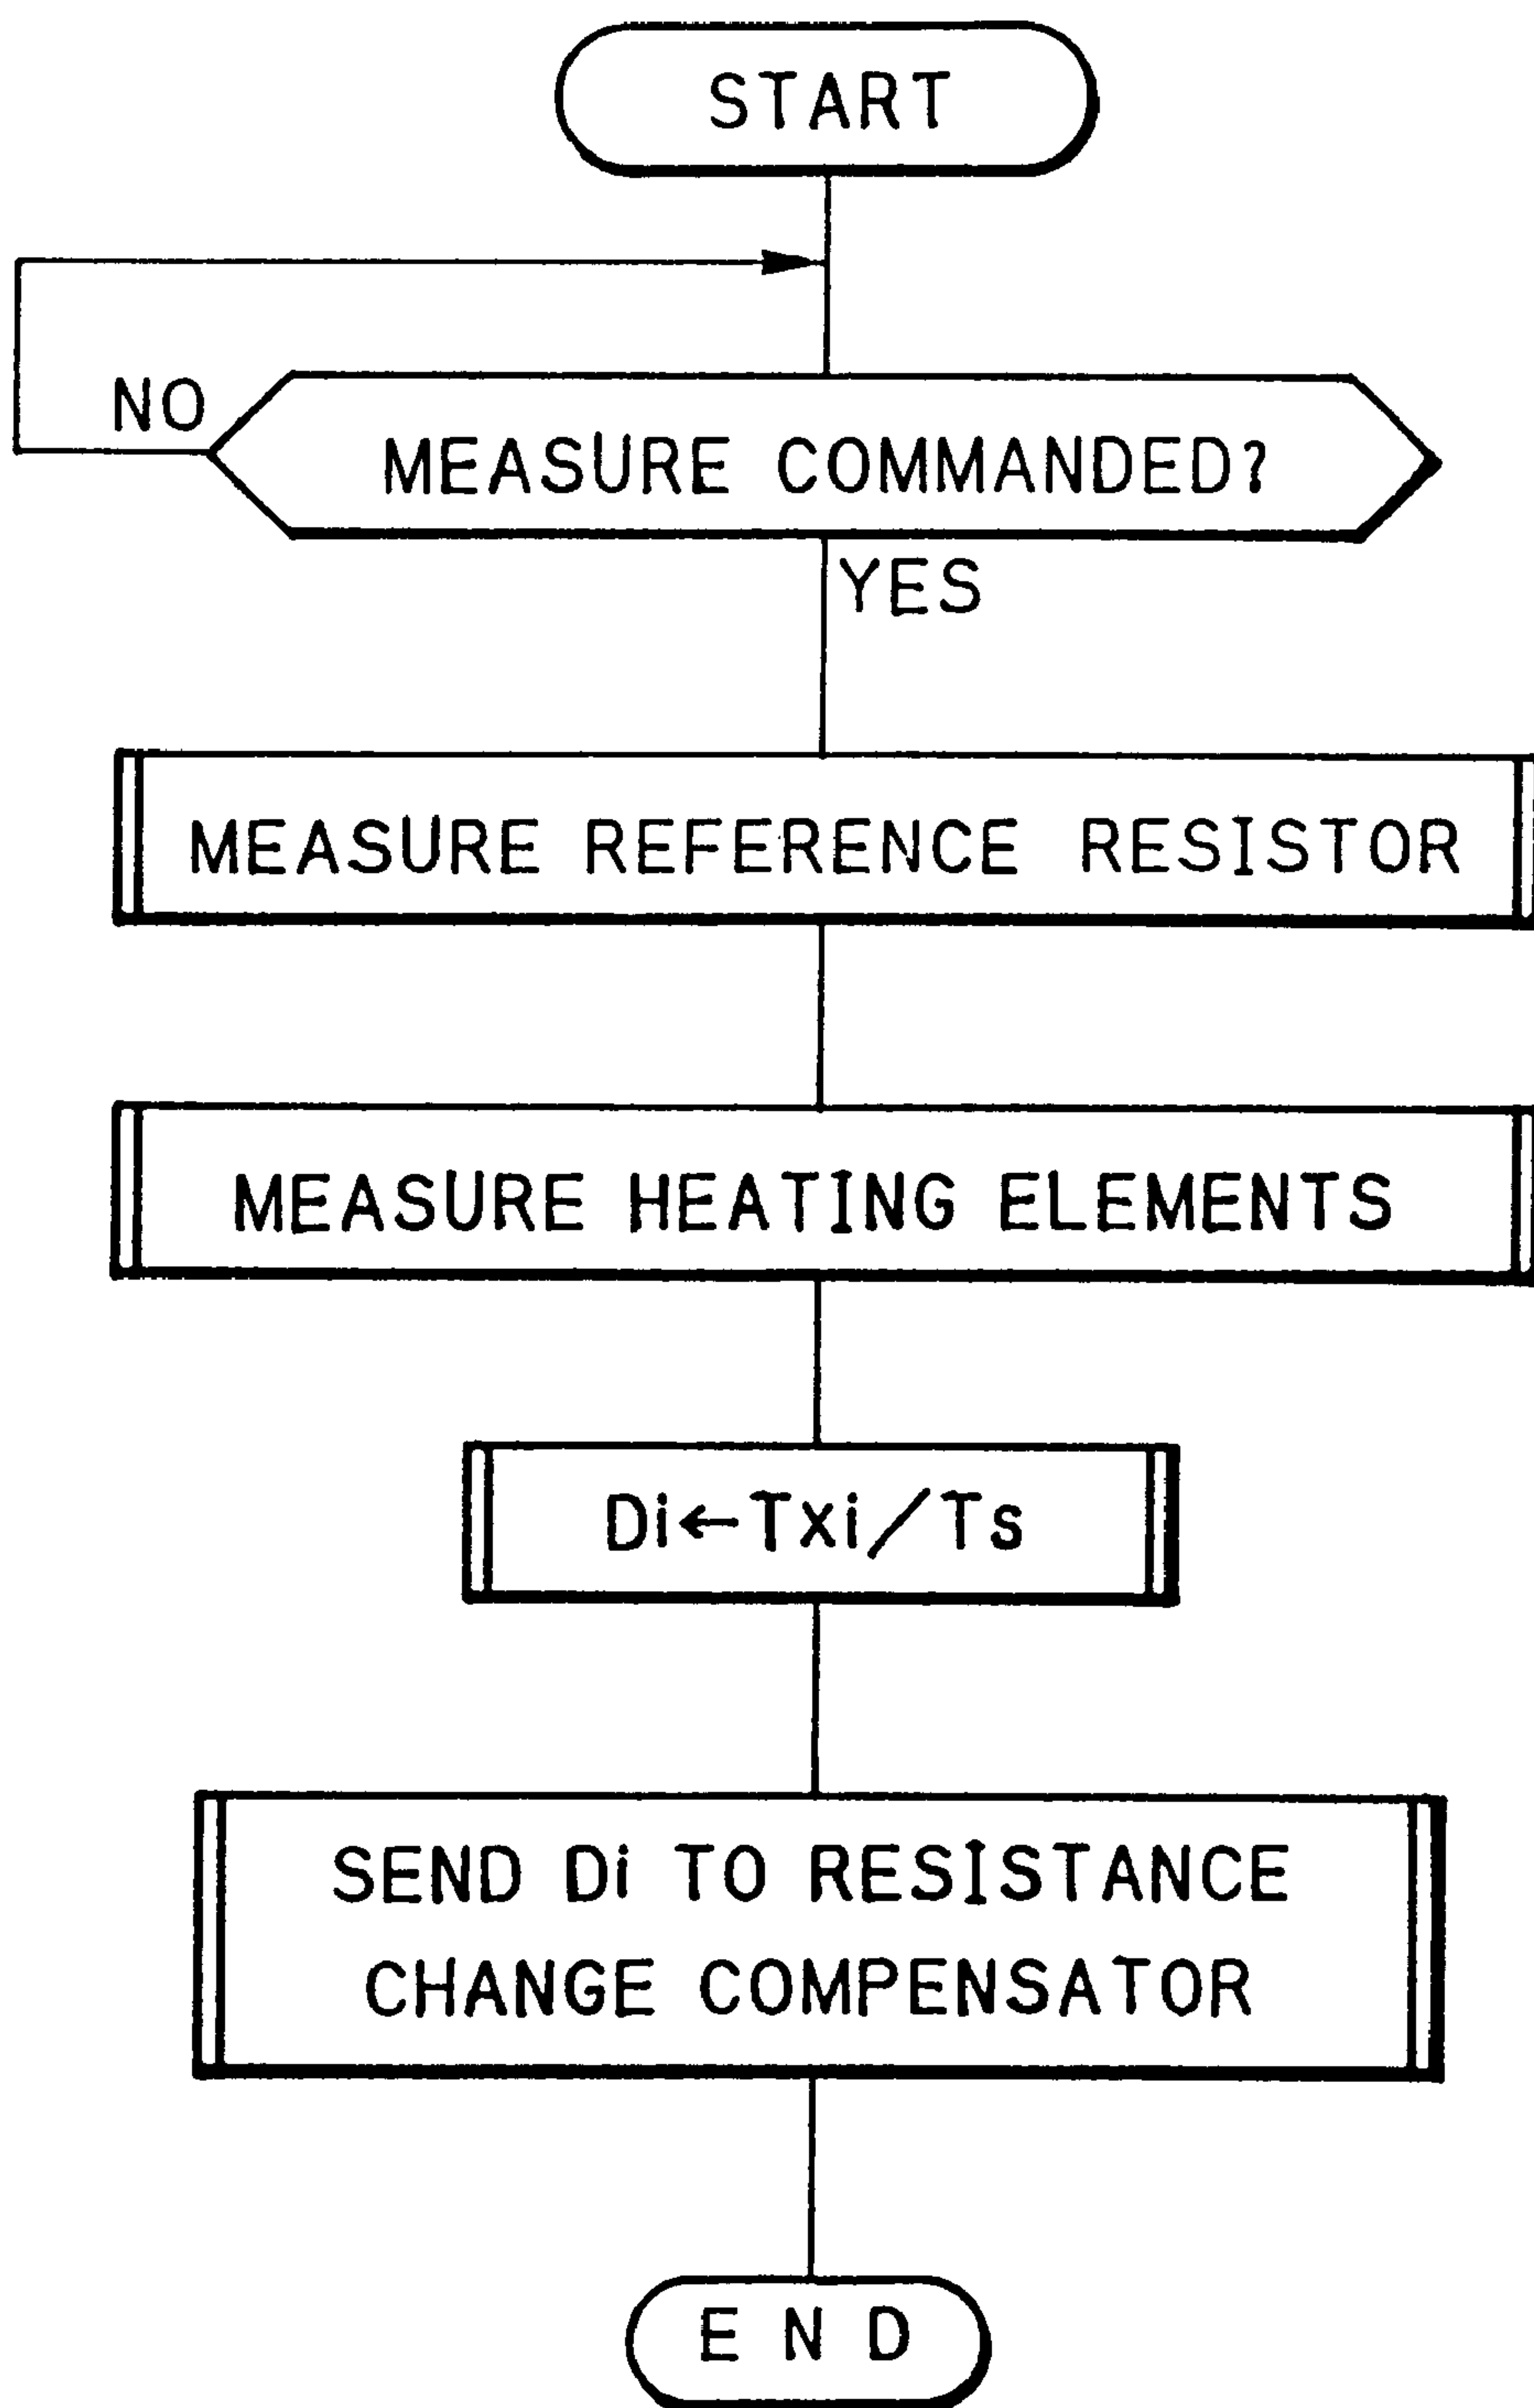 START
NO
MEASURE COMMANDED?
YES
MEASURE REFERENCE RESISTOR
MEASURE HEATING ELEMENTS
Di←Txi/Ts
SEND Di TO RESISTANCE
CHANGE COMPENSATOR
END